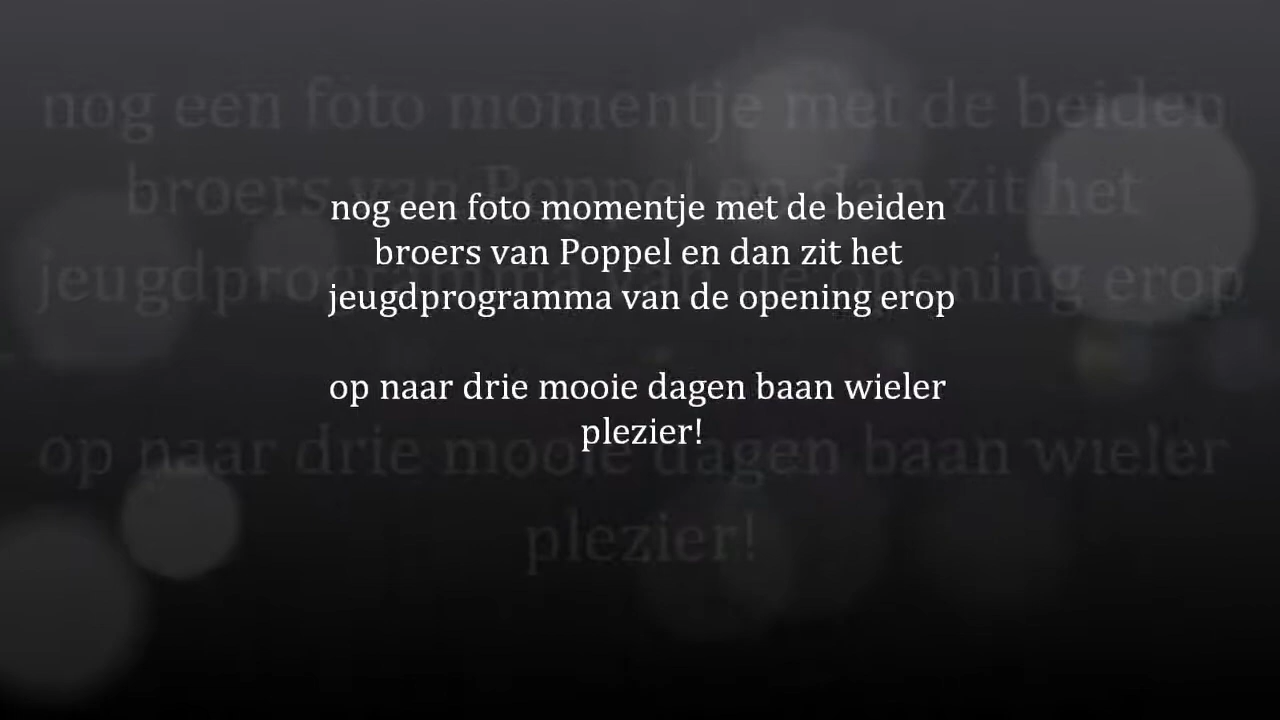 nog een foto momentje met de beiden
broers van Poppel en dan zit het
jeugdprogramma van de opening erop
op naar drie mooie dagen baan wieler
plezier!